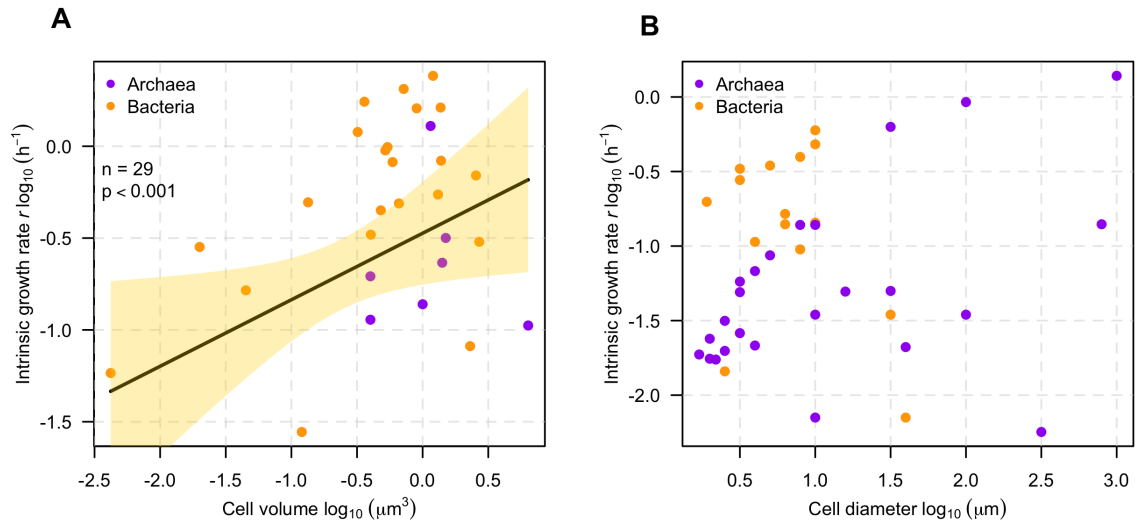 A
Archaea
Bacteria
n = 29
p < 0.001
0.0
-0.5
-1.0
-1.5
Intrinsic growth rate r log₁₀ (h⁻¹)
-2.5 -2.0 -1.5 -1.0 -0.5 0.0 0.5
Cell volume log₁₀ (μm³)
B
Archaea
Bacteria
0.0
-0.5
-1.0
-1.5
-2.0
Intrinsic growth rate r log₁₀ (h⁻¹)
0.5 1.0 1.5 2.0 2.5 3.0
Cell diameter log₁₀ (μm)